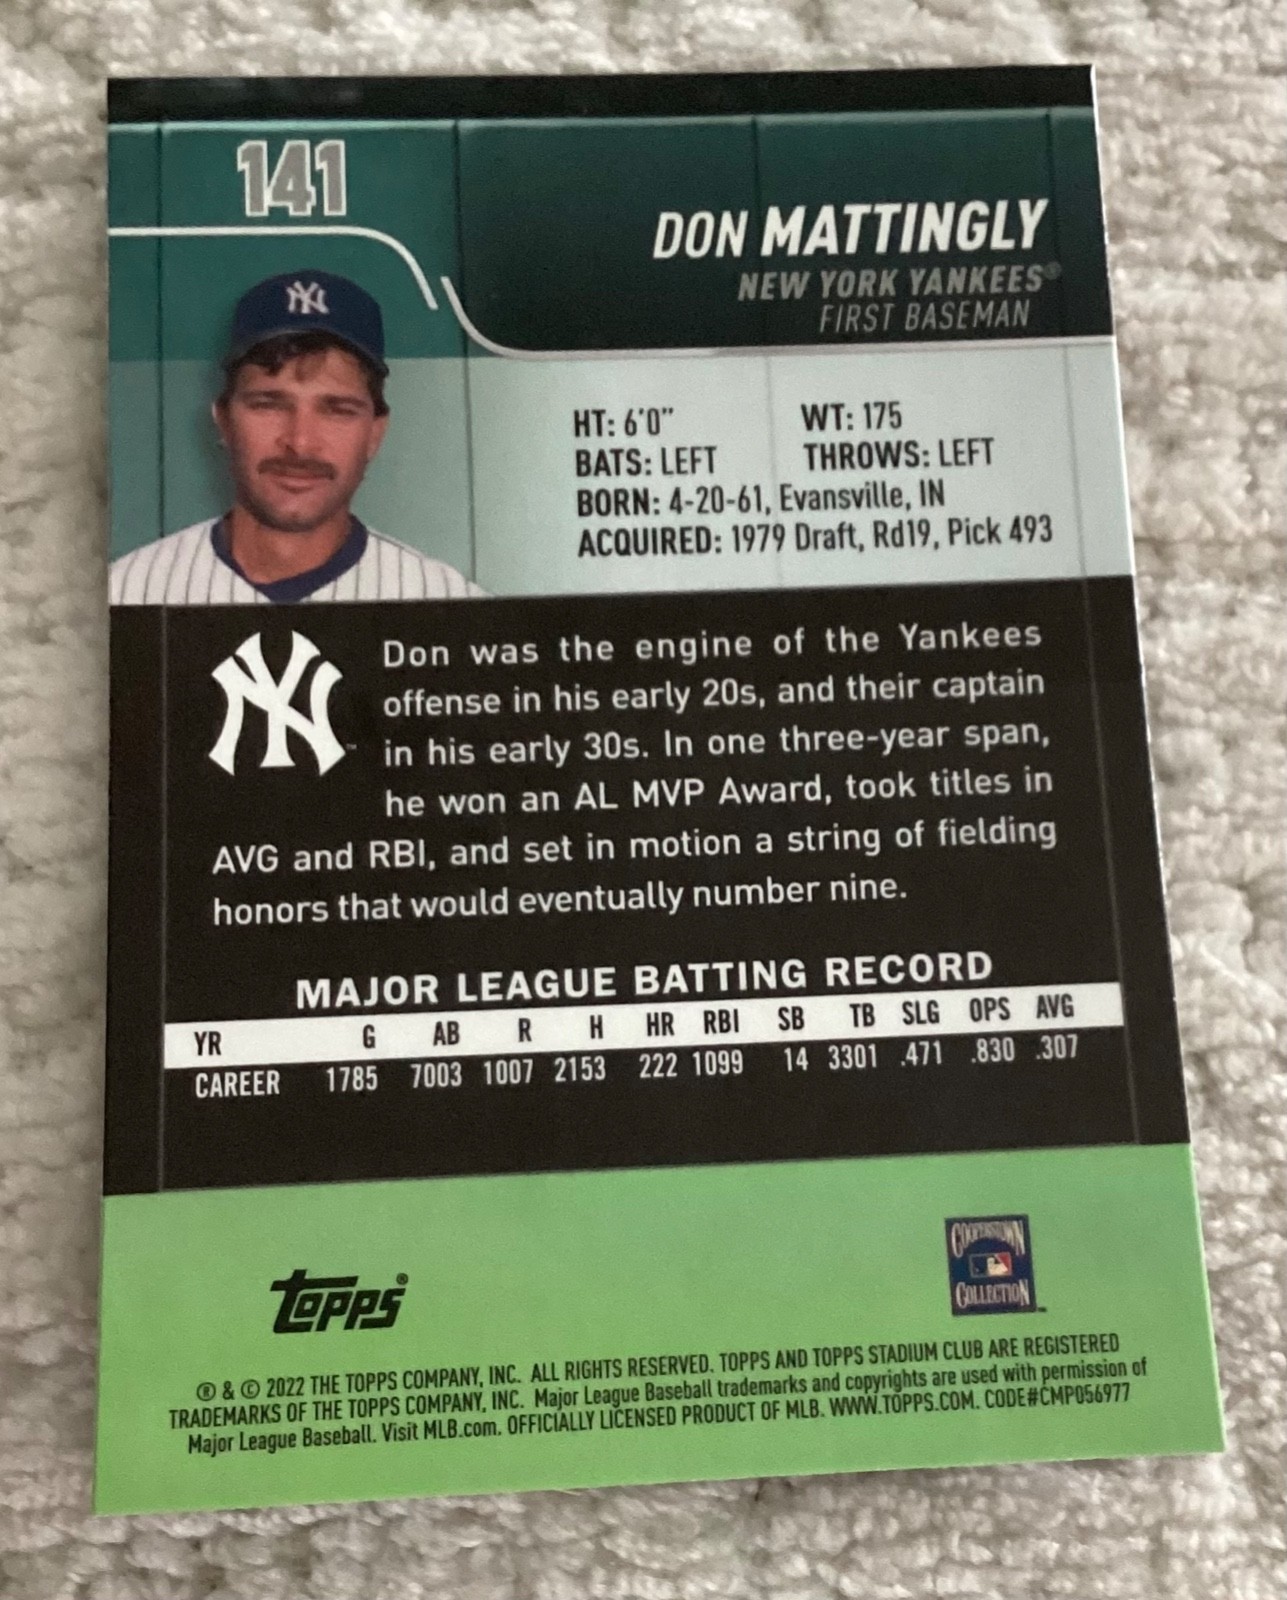 141
DON MATTINGLY
NEW YORK YANKEES®
FIRST BASEMAN
NY
HT: 6'0" WT: 175
BATS: LEFT THROWS: LEFT
BORN: 4-20-61, Evansville, IN
ACQUIRED: 1979 Draft, Rd19, Pick 493
NY™
Don was the engine of the Yankees
offense in his early 20s, and their captain
in his early 30s. In one three-year span,
he won an AL MVP Award, took titles in
AVG and RBI, and set in motion a string of fielding
honors that would eventually number nine.
MAJOR LEAGUE BATTING RECORD
YR G AB R H HR RBI SB TB SLG OPS AVG
CAREER 1785 7003 1007 2153 222 1099 14 3301 .471 .830 .307
topps®
COOPERSTOWN
COLLECTION™
® & © 2022 THE TOPPS COMPANY, INC. ALL RIGHTS RESERVED. TOPPS AND TOPPS STADIUM CLUB ARE REGISTERED
TRADEMARKS OF THE TOPPS COMPANY, INC. Major League Baseball trademarks and copyrights are used with permission of
Major League Baseball. Visit MLB.com. OFFICIALLY LICENSED PRODUCT OF MLB. WWW.TOPPS.COM. CODE#CMP056977